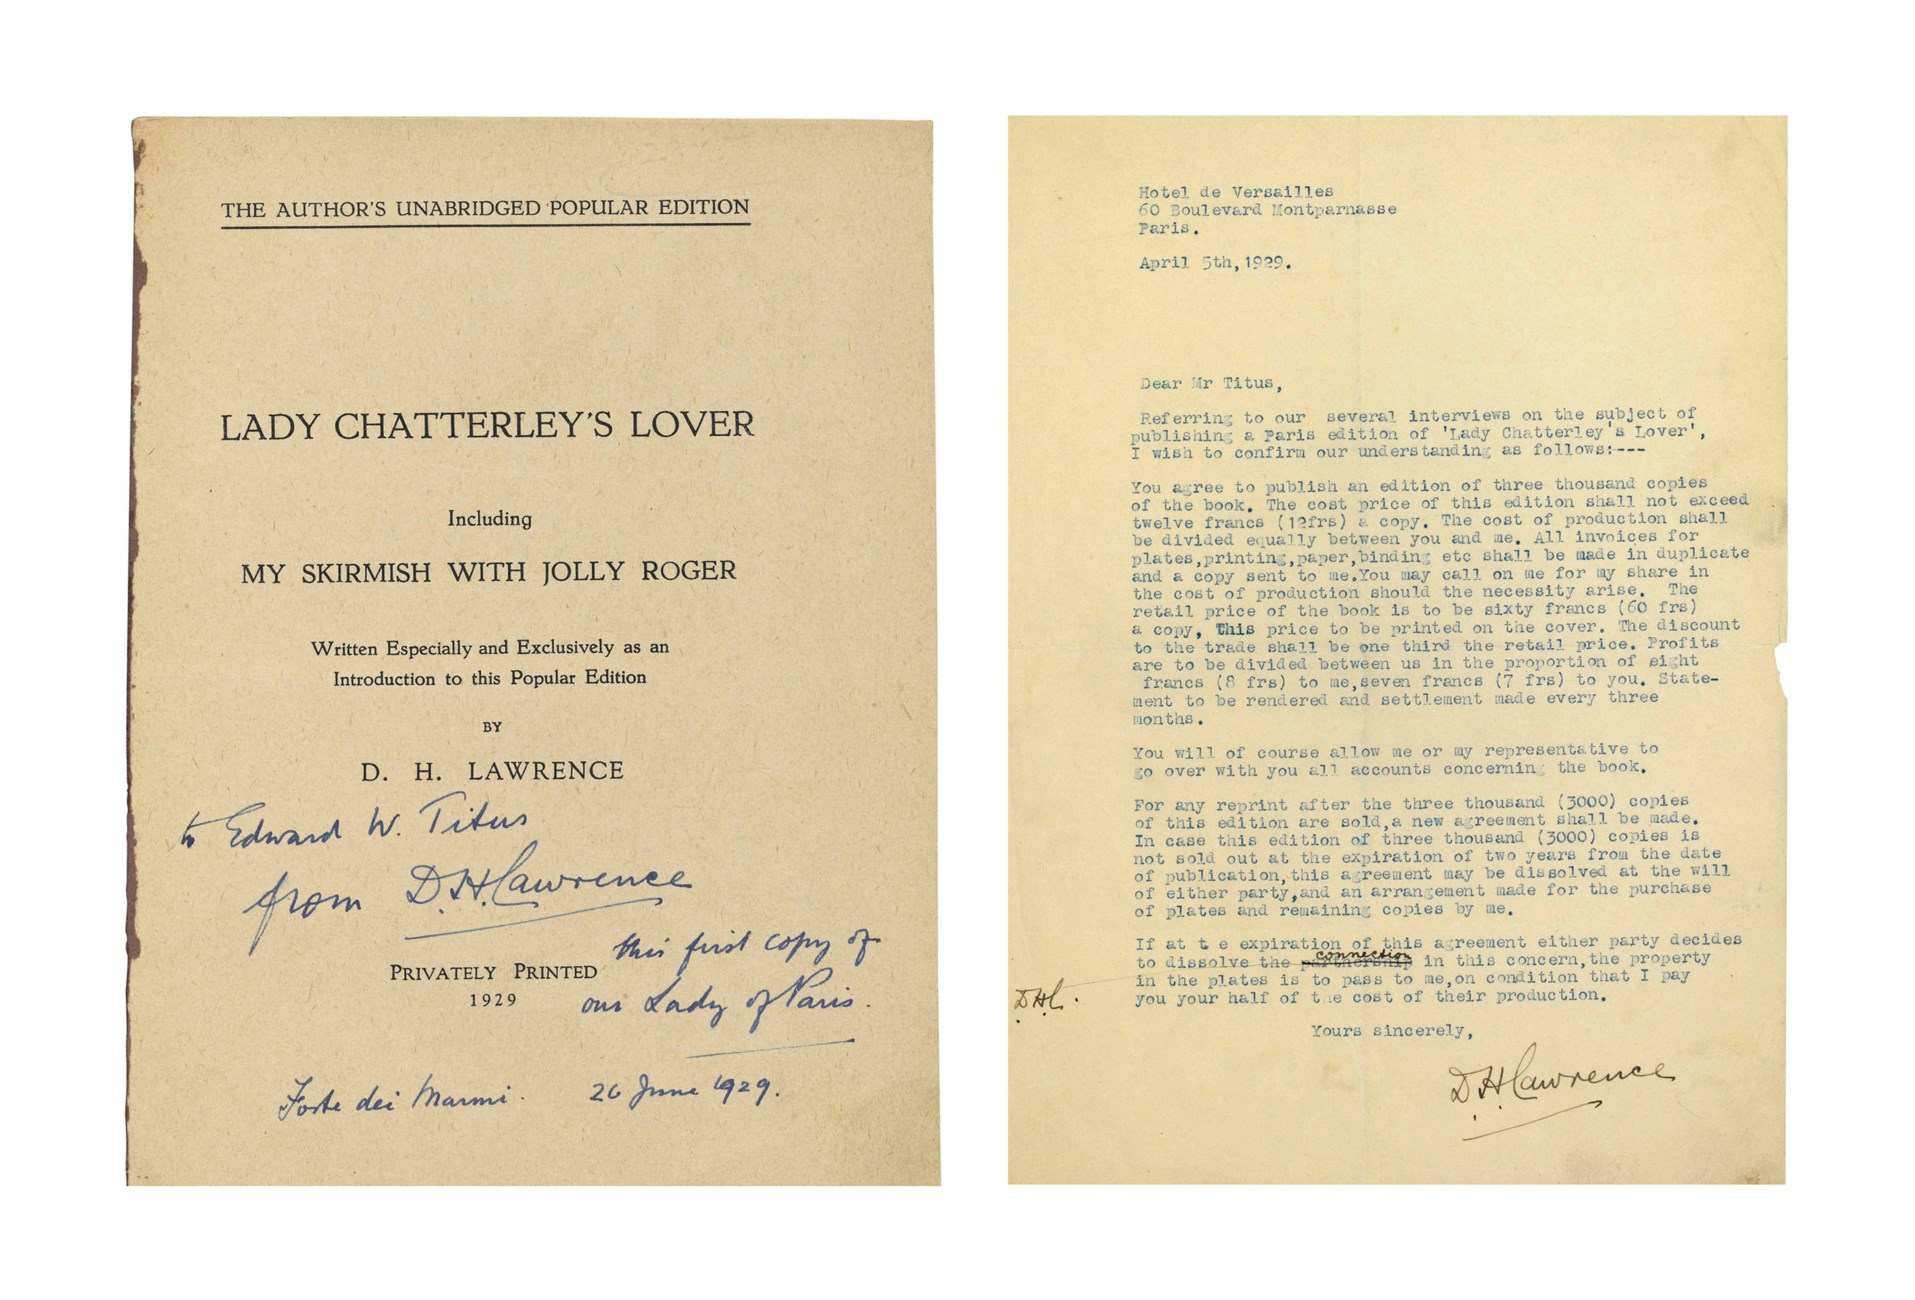 THE AUTHOR'S UNABRIDGED POPULAR EDITION
LADY CHATTERLEY'S LOVER
Including
MY SKIRMISH WITH JOLLY ROGER
Written Especially and Exclusively as an
Introduction to this Popular Edition
BY
D. H. LAWRENCE
to Edward W. Titus
from D. H. Lawrence
this first copy of
our Lady of Paris.
PRIVATELY PRINTED
1929
Forte dei Marmi. 26 June 1929.
Hotel de Versailles
60 Boulevard Montparnasse
Paris.
April 5th,1929.
Dear Mr Titus,
Referring to our several interviews on the subject of
publishing a Paris edition of 'Lady Chatterley's Lover',
I wish to confirm our understanding as follows:---
You agree to publish an edition of three thousand copies
of the book. The cost price of this edition shall not exceed
twelve francs (12frs) a copy. The cost of production shall
be divided equally between you and me. All invoices for
plates,printing,paper,binding etc shall be made in duplicate
and a copy sent to me.You may call on me for my share in
the cost of production should the necessity arise. The
retail price of the book is to be sixty francs (60 frs)
a copy, This price to be printed on the cover. The discount
to the trade shall be one third the retail price. Profits
are to be divided between us in the proportion of eight
francs (8 frs) to me,seven francs (7 frs) to you. State-
ment to be rendered and settlement made every three
months.
You will of course allow me or my representative to
go over with you all accounts concerning the book.
For any reprint after the three thousand (3000) copies
of this edition are sold,a new agreement shall be made.
In case this edition of three thousand (3000) copies is
not sold out at the expiration of two years from the date
of publication,this agreement may be dissolved at the will
of either party,and an arrangement made for the purchase
of plates and remaining copies by me.
If at t e expiration of this agreement either party decides
connection
to dissolve the partnership in this concern,the property
in the plates is to pass to me,on condition that I pay
D.H.L.
you your half of the cost of their production.
Yours sincerely,
D. H. Lawrence